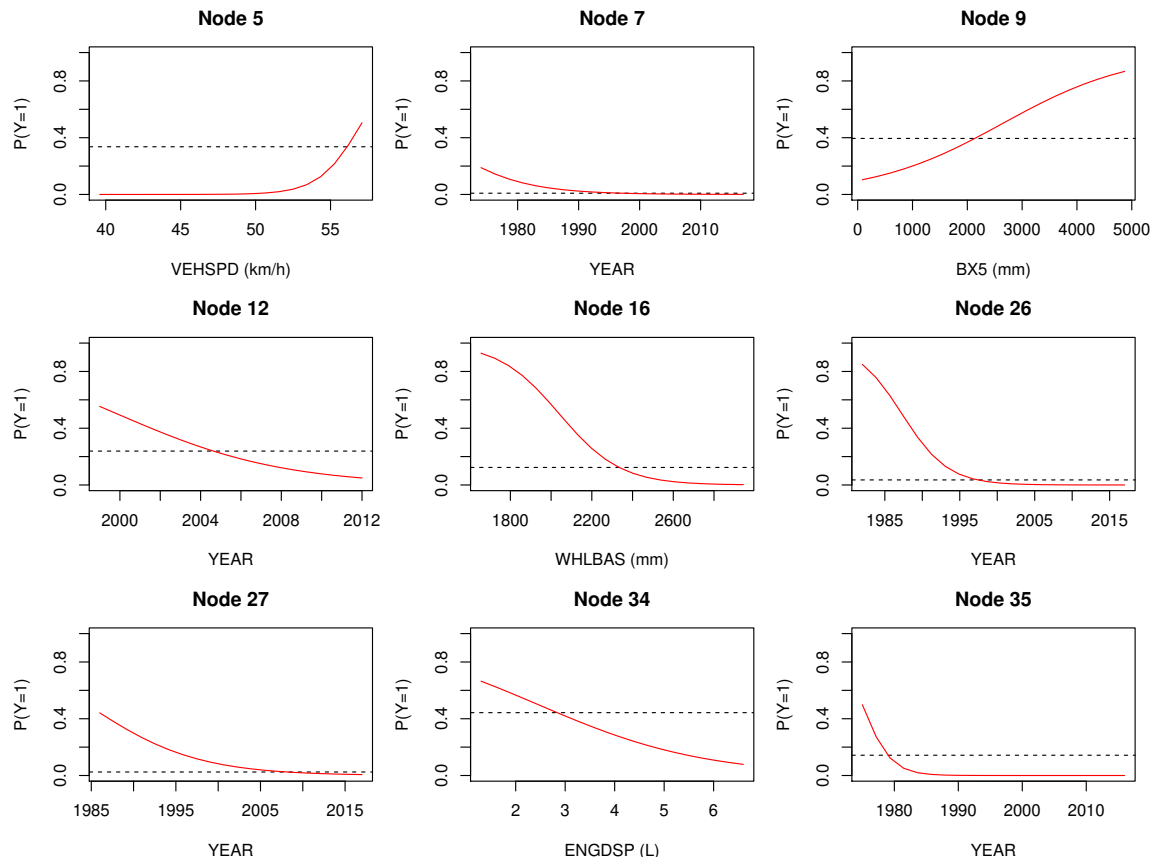 Node 5 Node 7 Node 9
P(Y=1) 0.0 0.4 0.8 P(Y=1) 0.0 0.4 0.8 P(Y=1) 0.0 0.4 0.8
40 45 50 55 1980 1990 2000 2010 0 1000 2000 3000 4000 5000
VEHSPD (km/h) YEAR BX5 (mm)
Node 12 Node 16 Node 26
P(Y=1) 0.0 0.4 0.8 P(Y=1) 0.0 0.4 0.8 P(Y=1) 0.0 0.4 0.8
2000 2004 2008 2012 1800 2200 2600 1985 1995 2005 2015
YEAR WHLBAS (mm) YEAR
Node 27 Node 34 Node 35
P(Y=1) 0.0 0.4 0.8 P(Y=1) 0.0 0.4 0.8 P(Y=1) 0.0 0.4 0.8
1985 1995 2005 2015 2 3 4 5 6 1980 1990 2000 2010
YEAR ENGDSP (L) YEAR